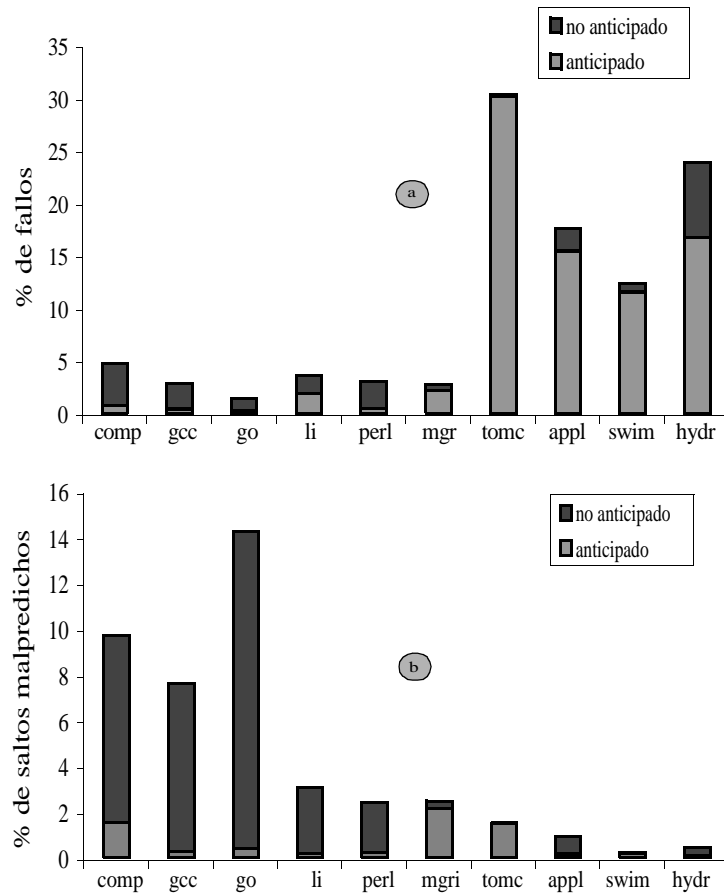 no anticipado
anticipado
% de fallos
35
30
25
20
15
10
5
0
a
comp gcc go li perl mgr tomc appl swim hydr
no anticipado
anticipado
% de saltos malpredichos
16
14
12
10
8
6
4
2
0
b
comp gcc go li perl mgri tomc appl swim hydr